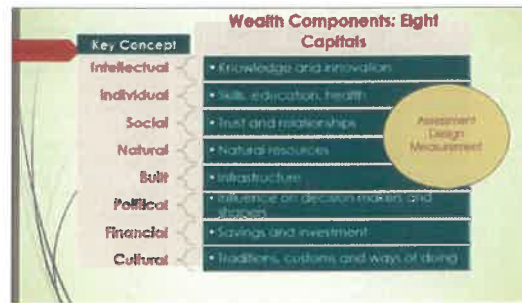 Wealth Components: Eight
Capitals
Key Concept
Intellectual
• Knowledge and innovation
Individual
• Skills, education, health
Social
• Trust and relationships
Natural
• Natural resources
Built
• Infrastructure
Political
• Influence on decision makers and
shapers
Financial
• Savings and investment
Cultural
• Traditions, customs and ways of doing
Assessment
Design
Measurement